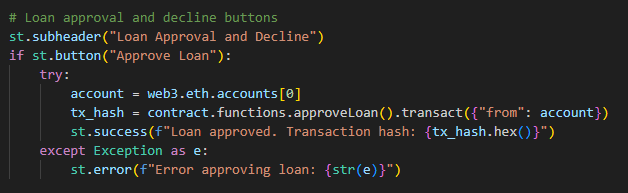 # Loan approval and decline buttons
st.subheader("Loan Approval and Decline")
if st.button("Approve Loan"):
    try:
        account = web3.eth.accounts[0]
        tx_hash = contract.functions.approveLoan().transact({"from": account})
        st.success(f"Loan approved. Transaction hash: {tx_hash.hex()}")
    except Exception as e:
        st.error(f"Error approving loan: {str(e)}")